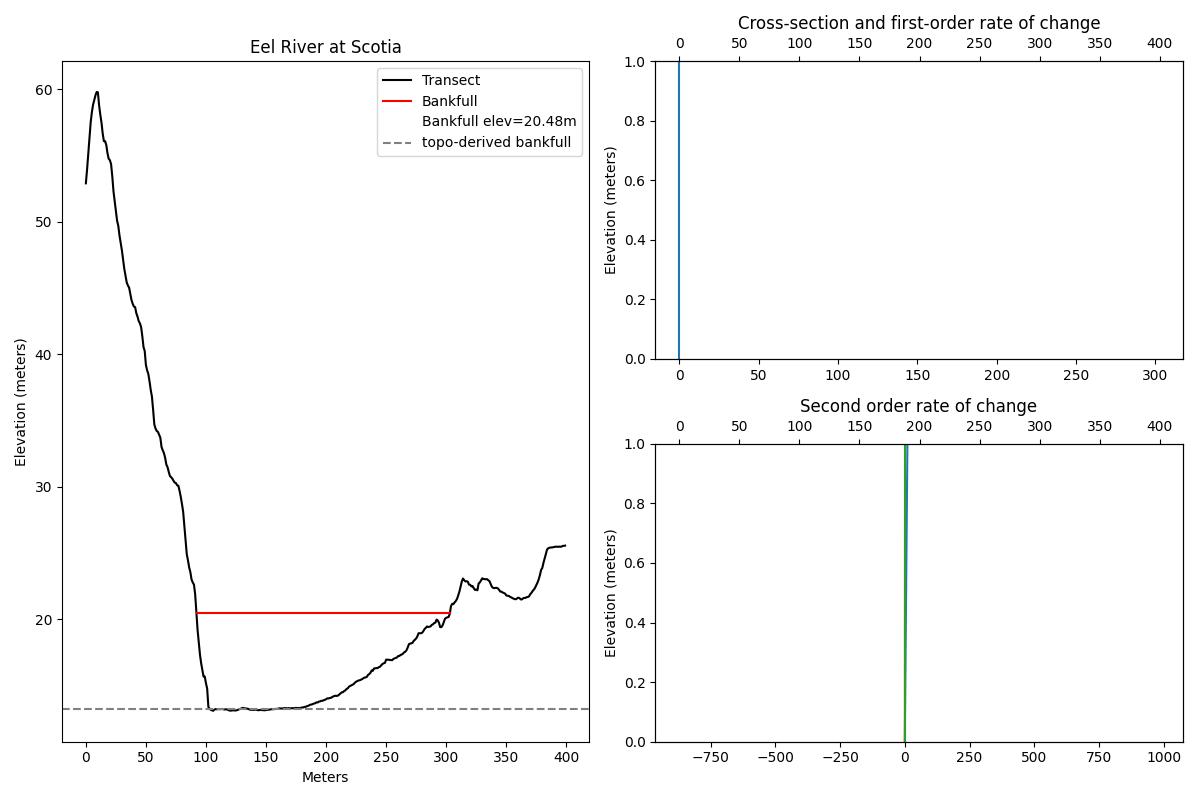 Eel River at Scotia
Elevation (meters)
60
50
40
30
20
0 50 100 150 200 250 300 350 400
Meters
Transect
Bankfull
Bankfull elev=20.48m
topo-derived bankfull
Cross-section and first-order rate of change
0 50 100 150 200 250 300 350 400
Elevation (meters)
1.0
0.8
0.6
0.4
0.2
0.0
0 50 100 150 200 250 300
Second order rate of change
0 50 100 150 200 250 300 350 400
Elevation (meters)
1.0
0.8
0.6
0.4
0.2
0.0
−750 −500 −250 0 250 500 750 1000